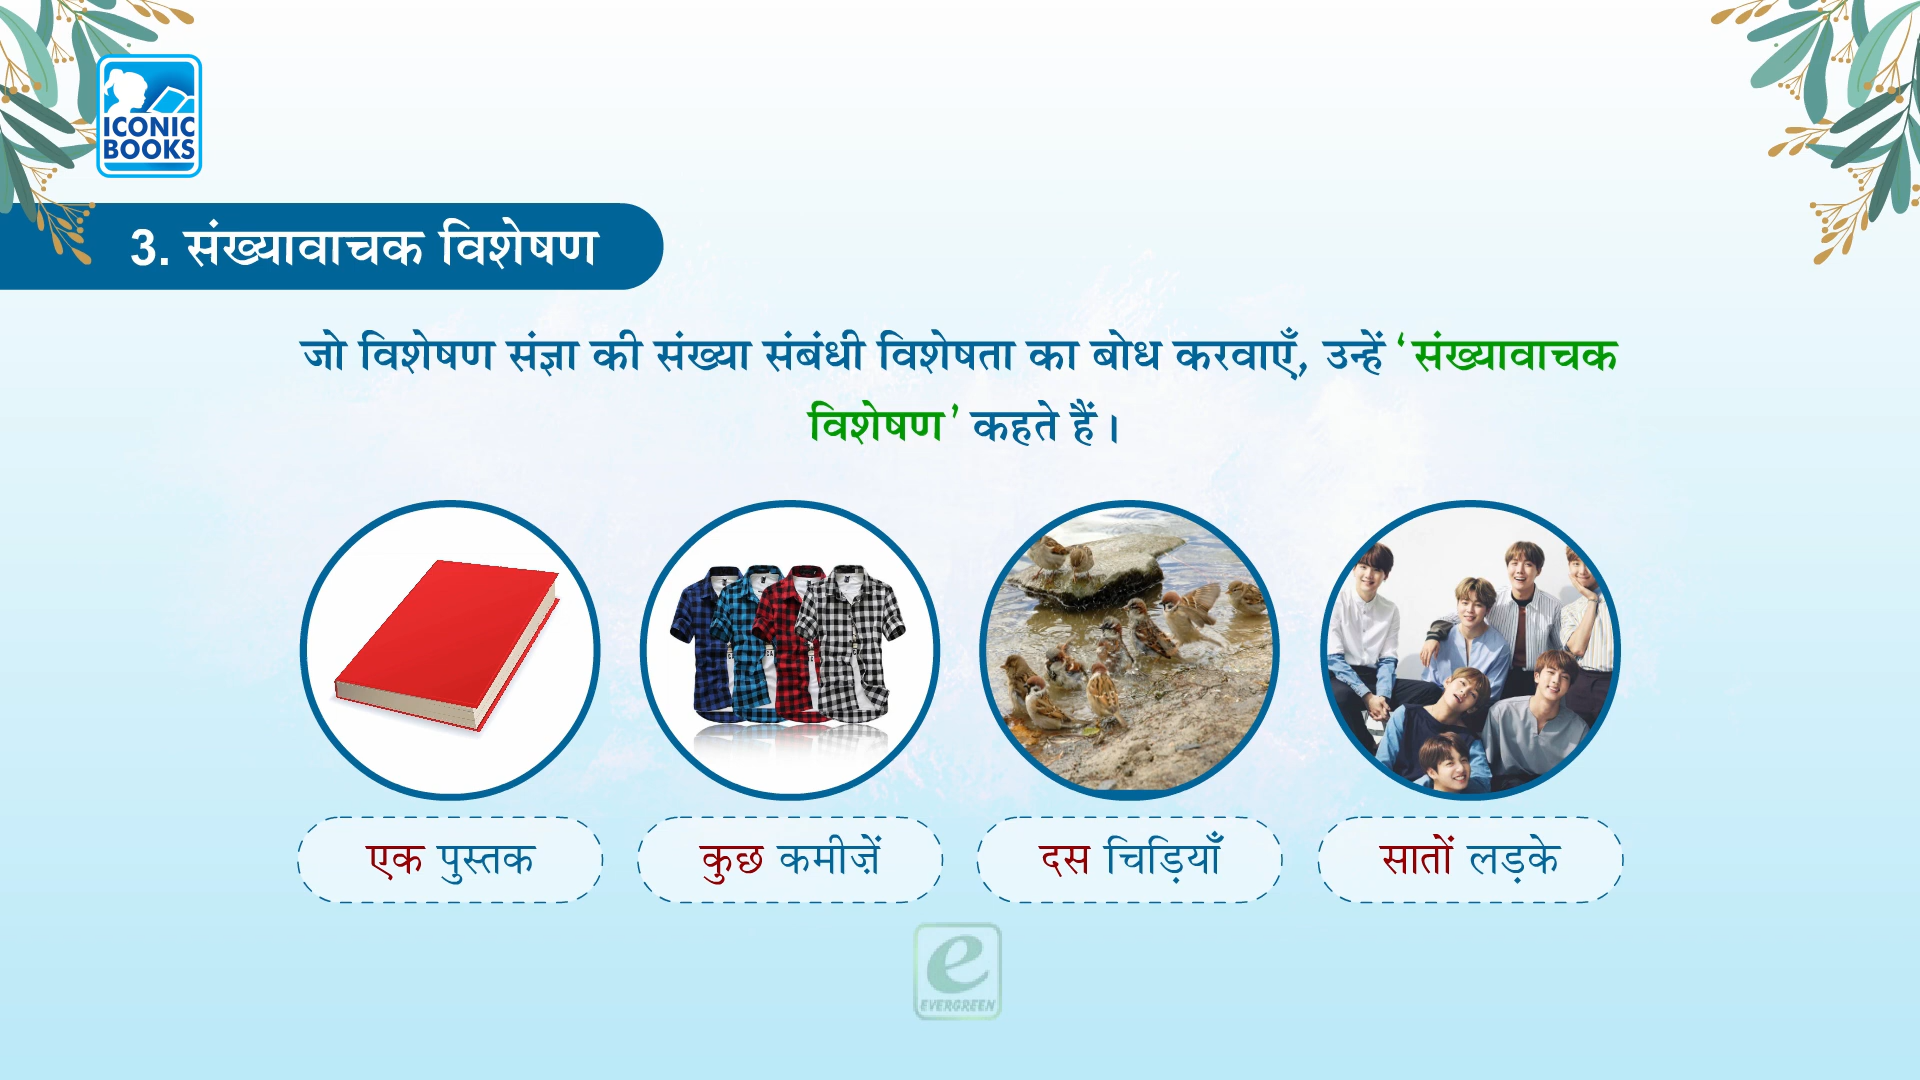 ICONIC
BOOKS
3. संख्यावाचक विशेषण
जो विशेषण संज्ञा की संख्या संबंधी विशेषता का बोध करवाएँ, उन्हें ‘संख्यावाचक
विशेषण’ कहते हैं।
एक पुस्तक
कुछ कमीज़ें
दस चिड़ियाँ
सातों लड़के
e
EVERGREEN